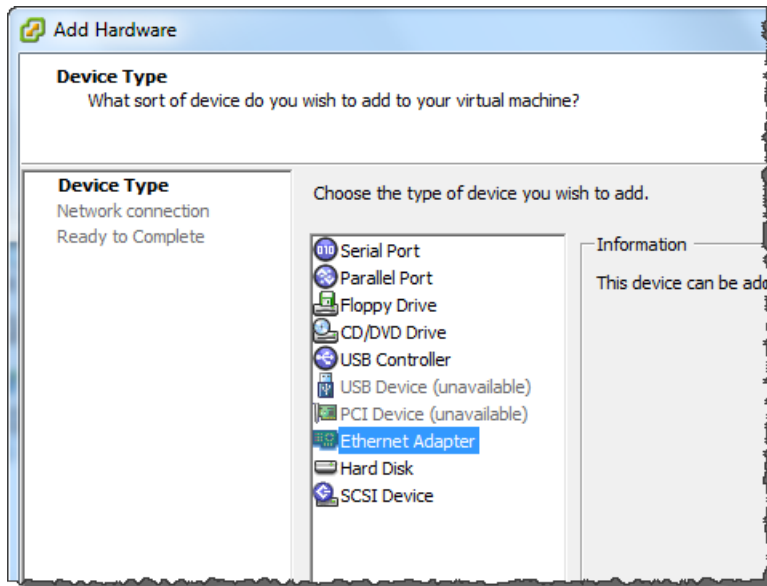 Add Hardware
Device Type
What sort of device do you wish to add to your virtual machine?
Device Type
Network connection
Ready to Complete
Choose the type of device you wish to add.
Serial Port
Parallel Port
Floppy Drive
CD/DVD Drive
USB Controller
USB Device (unavailable)
PCI Device (unavailable)
Ethernet Adapter
Hard Disk
SCSI Device
Information
This device can be